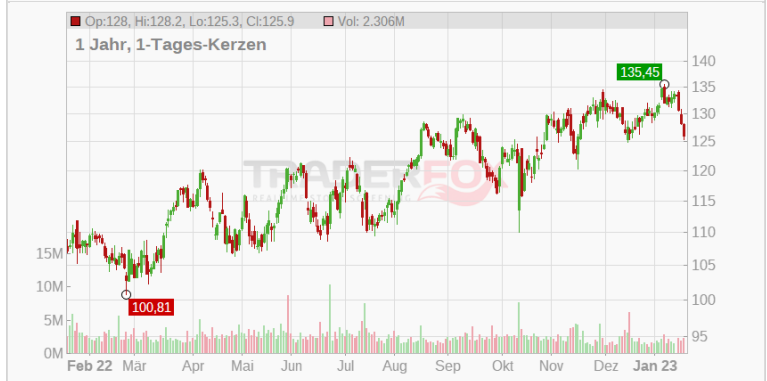 Op:128, Hi:128.2, Lo:125.3, Cl:125.9 Vol: 2.306M
1 Jahr, 1-Tages-Kerzen
135,45
140
135
130
125
120
115
110
105
100
95
TRADERFOX
15M
10M
5M
0M
100,81
Feb 22 Mär Apr Mai Jun Jul Aug Sep Okt Nov Dez Jan 23